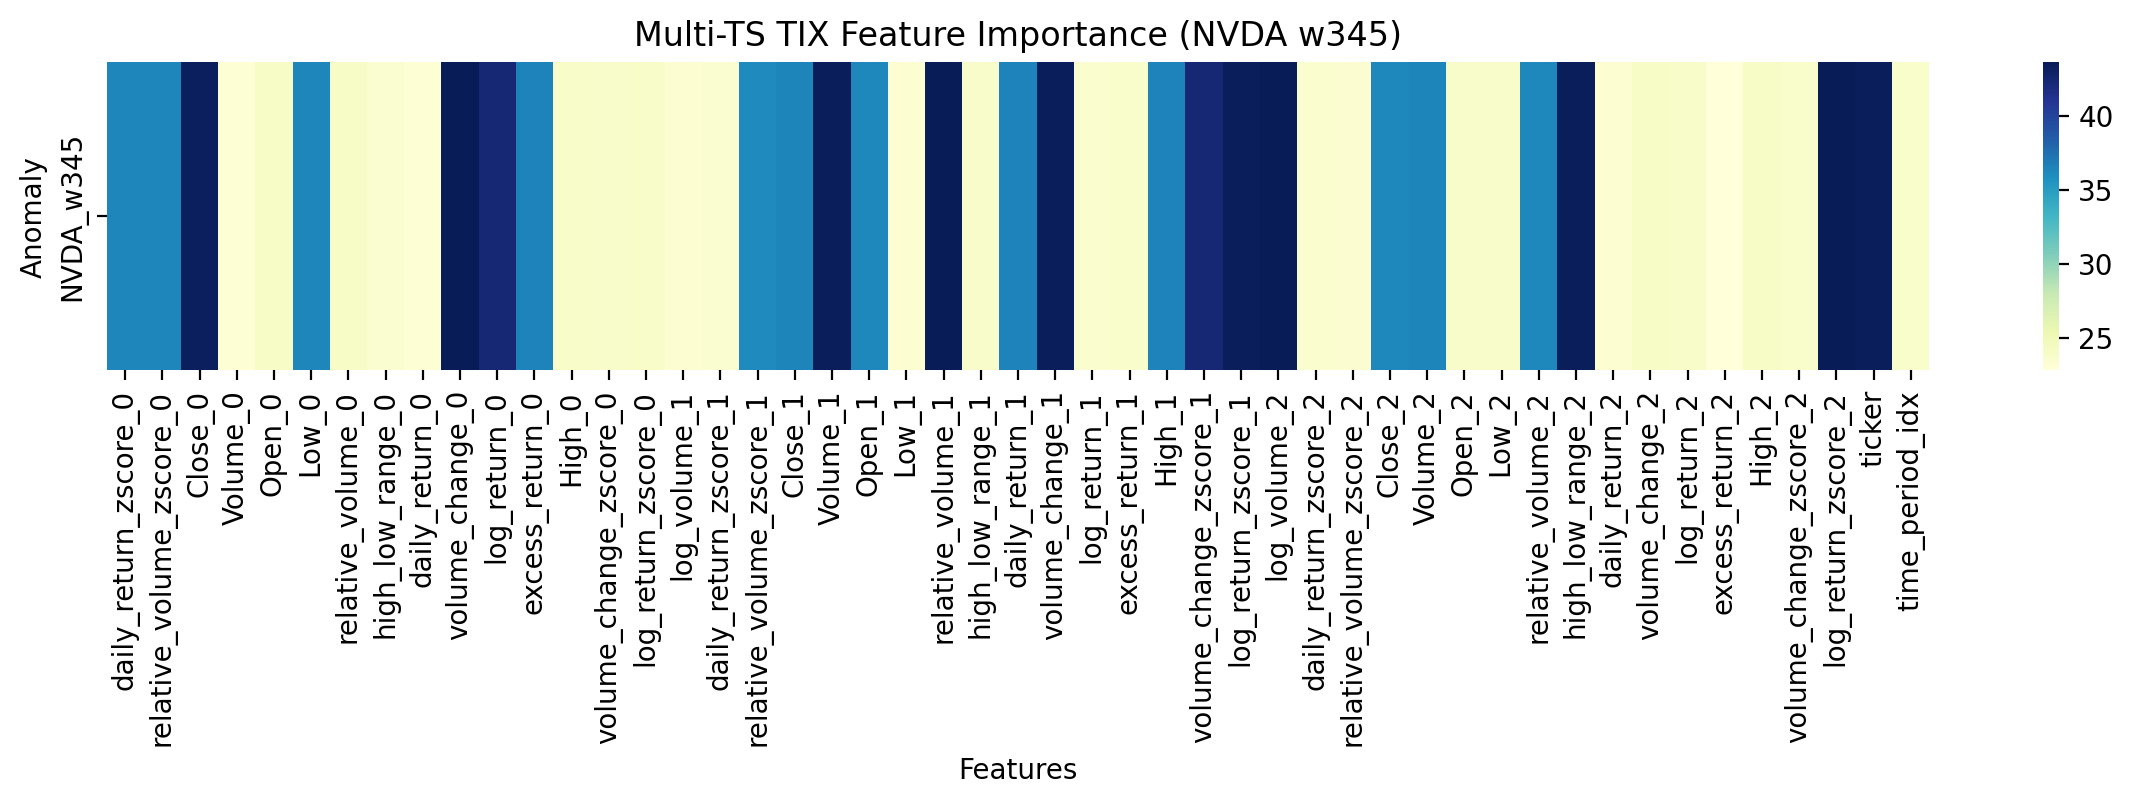 Multi-TS TIX Feature Importance (NVDA w345)
Anomaly
NVDA_w345
40
35
30
25
daily_return_zscore_0
relative_volume_zscore_0
Close_0
Volume_0
Open_0
Low_0
relative_volume_0
high_low_range_0
daily_return_0
volume_change_0
log_return_0
excess_return_0
High_0
volume_change_zscore_0
log_return_zscore_0
log_volume_1
daily_return_zscore_1
relative_volume_zscore_1
Close_1
Volume_1
Open_1
Low_1
relative_volume_1
high_low_range_1
daily_return_1
volume_change_1
log_return_1
excess_return_1
High_1
volume_change_zscore_1
log_return_zscore_1
log_volume_2
daily_return_zscore_2
relative_volume_zscore_2
Close_2
Volume_2
Open_2
Low_2
relative_volume_2
high_low_range_2
daily_return_2
volume_change_2
log_return_2
excess_return_2
High_2
volume_change_zscore_2
log_return_zscore_2
ticker
time_period_idx
Features